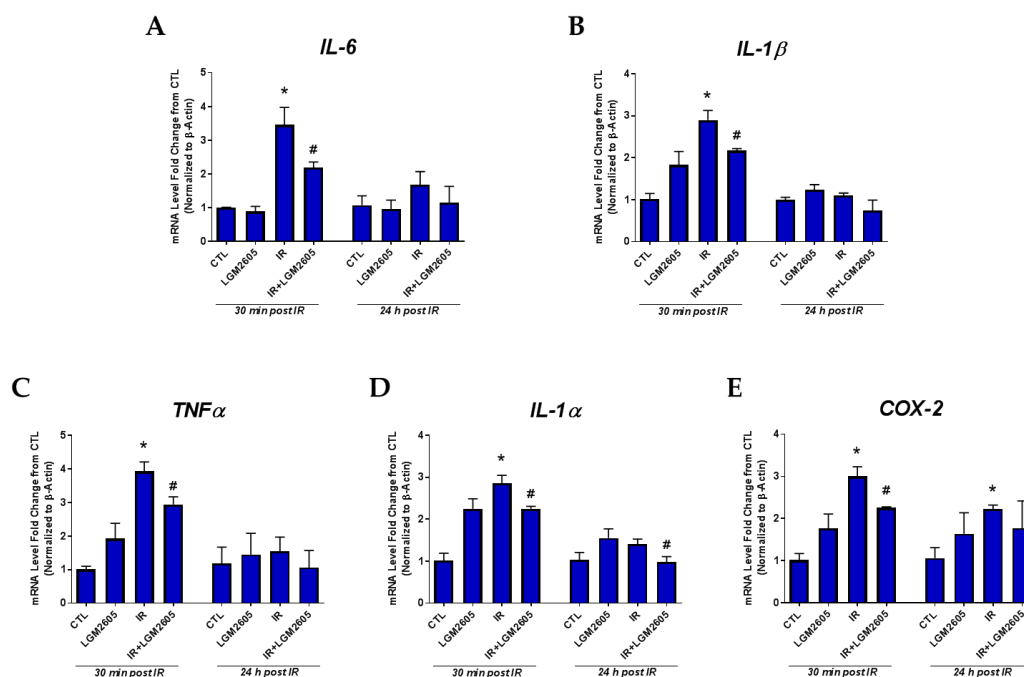 A
IL-6
mRNA Level Fold Change from CTL
(Normalized to β-Actin)
5
4
3
2
1
0
*
#
CTL
LGM2605
IR
IR+LGM2605
CTL
LGM2605
IR
IR+LGM2605
30 min post IR
24 h post IR
B
IL-1β
mRNA Level Fold Change from CTL
(Normalized to β-Actin)
4
3
2
1
0
*
#
CTL
LGM2605
IR
IR+LGM2605
CTL
LGM2605
IR
IR+LGM2605
30 min post IR
24 h post IR
C
TNFα
mRNA Level Fold Change from CTL
(Normalized to β-Actin)
5
4
3
2
1
0
*
#
CTL
LGM2605
IR
IR+LGM2605
CTL
LGM2605
IR
IR+LGM2605
30 min post IR
24 h post IR
D
IL-1α
mRNA Level Fold Change from CTL
(Normalized to β-Actin)
4
3
2
1
0
*
#
#
CTL
LGM2605
IR
IR+LGM2605
CTL
LGM2605
IR
IR+LGM2605
30 min post IR
24 h post IR
E
COX-2
mRNA Level Fold Change from CTL
(Normalized to β-Actin)
4
3
2
1
0
*
#
*
CTL
LGM2605
IR
IR+LGM2605
CTL
LGM2605
IR
IR+LGM2605
30 min post IR
24 h post IR